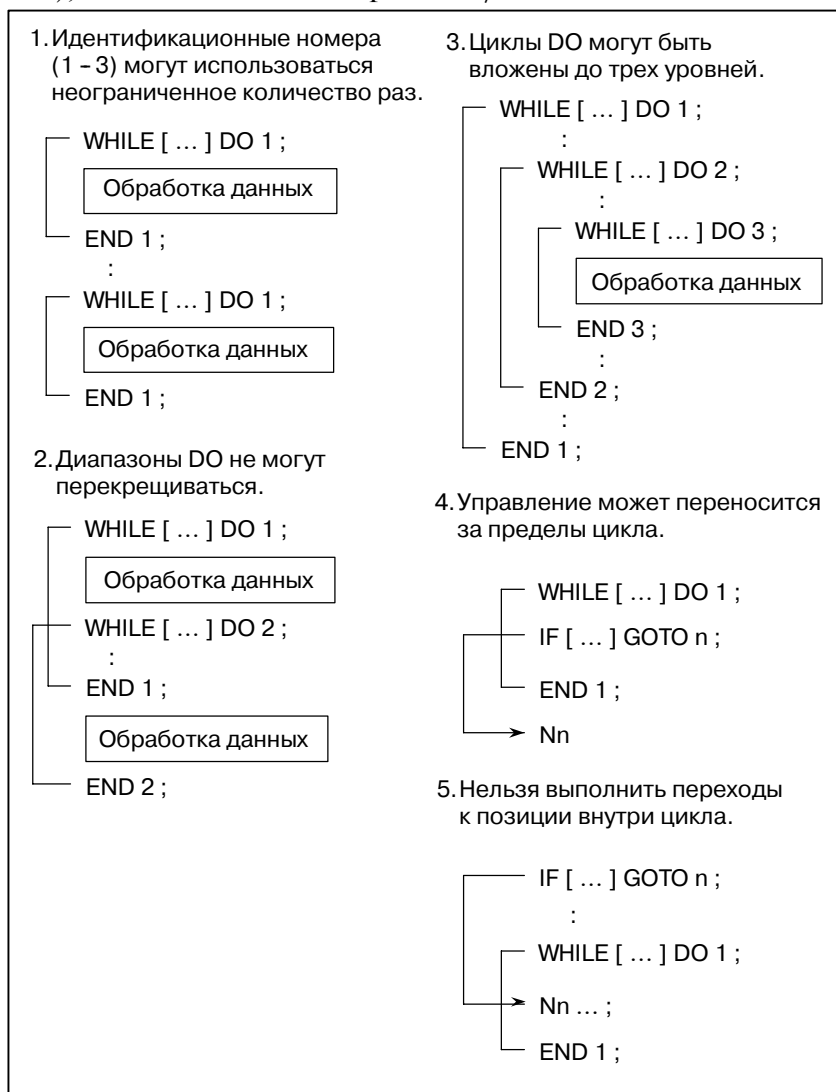 1.Идентификационные номера
(1 – 3) могут использоваться
неограниченное количество раз.
WHILE [ … ] DO 1 ;
Обработка данных
END 1 ;
:
WHILE [ … ] DO 1 ;
Обработка данных
END 1 ;
2.Диапазоны DO не могут
перекрещиваться.
WHILE [ … ] DO 1 ;
Обработка данных
WHILE [ … ] DO 2 ;
:
END 1 ;
Обработка данных
END 2 ;
3.Циклы DO могут быть
вложены до трех уровней.
WHILE [ … ] DO 1 ;
:
WHILE [ … ] DO 2 ;
:
WHILE [ … ] DO 3 ;
Обработка данных
END 3 ;
:
END 2 ;
:
END 1 ;
4.Управление может переносится
за пределы цикла.
WHILE [ … ] DO 1 ;
IF [ … ] GOTO n ;
END 1 ;
Nn
5.Нельзя выполнить переходы
к позиции внутри цикла.
IF [ … ] GOTO n ;
:
WHILE [ … ] DO 1 ;
Nn … ;
END 1 ;